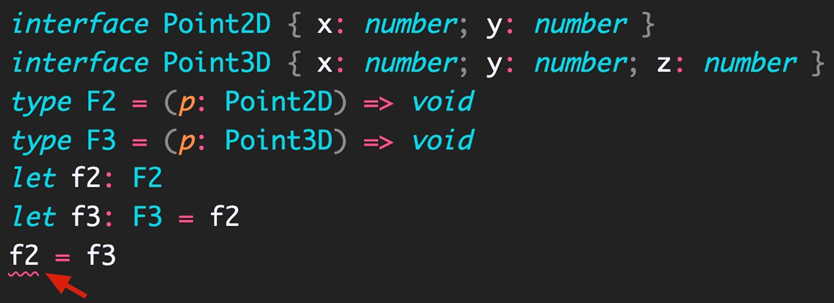 interface Point2D { x: number; y: number }
interface Point3D { x: number; y: number; z: number }
type F2 = (p: Point2D) => void
type F3 = (p: Point3D) => void
let f2: F2
let f3: F3 = f2
f2 = f3